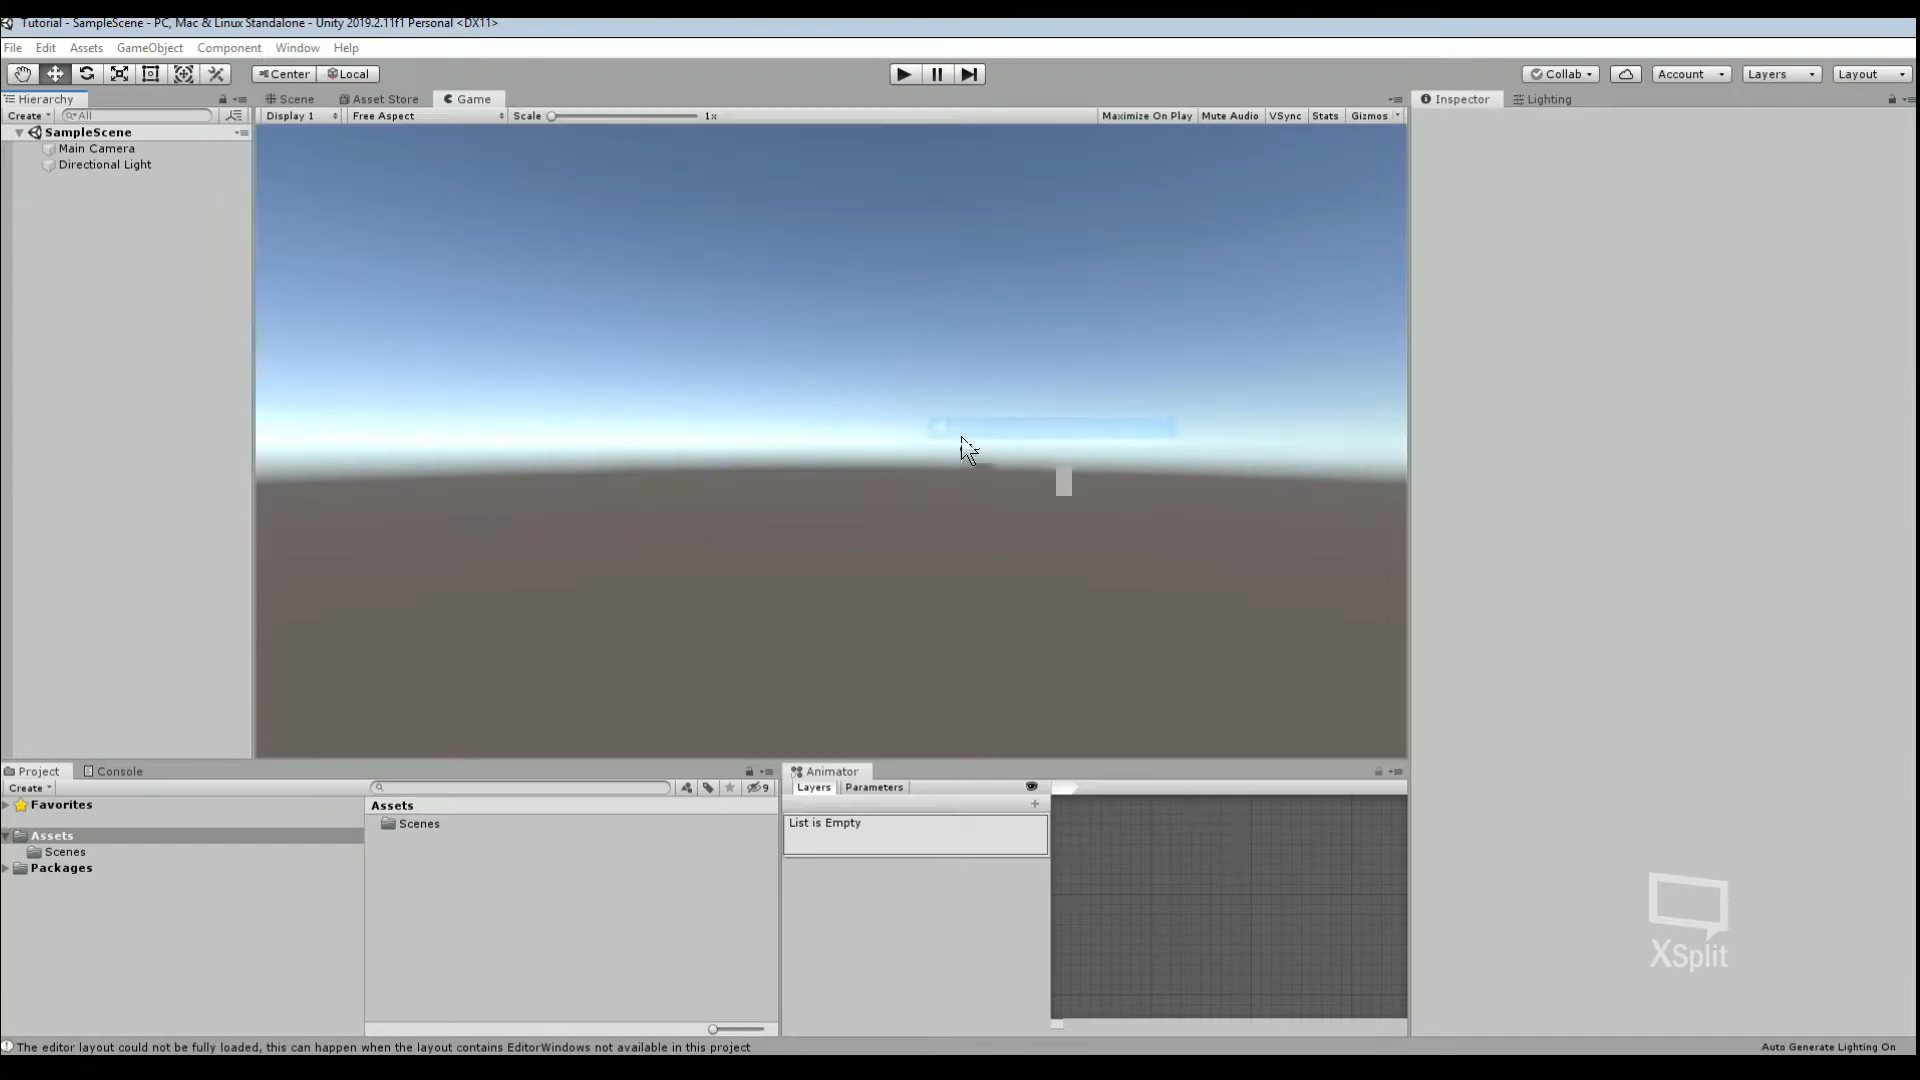 Tutorial - SampleScene - PC, Mac & Linux Standalone - Unity 2019.2.11f1 Personal <DX11>
File Edit Assets GameObject Component Window Help
Center Local Collab Account Layers Layout
Hierarchy Scene Asset Store Game Inspector Lighting
Create All Display 1 Free Aspect Scale 1x Maximize On Play Mute Audio VSync Stats Gizmos
SampleScene
Main Camera
Directional Light
Project Console Animator
Create 9 Layers Parameters
Favorites Assets
List is Empty
Scenes
Assets
Scenes
Packages
XSplit
The editor layout could not be fully loaded, this can happen when the layout contains EditorWindows not available in this project Auto Generate Lighting On